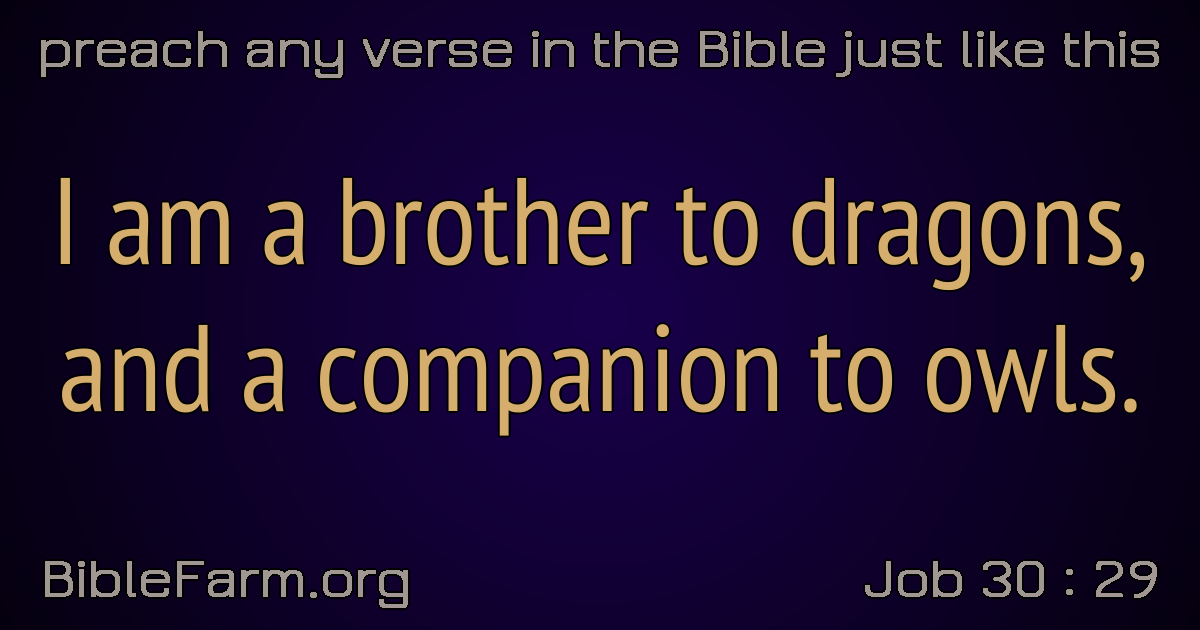 preach any verse in the Bible just like this
I am a brother to dragons,
and a companion to owls.
BibleFarm.org
Job 30 : 29